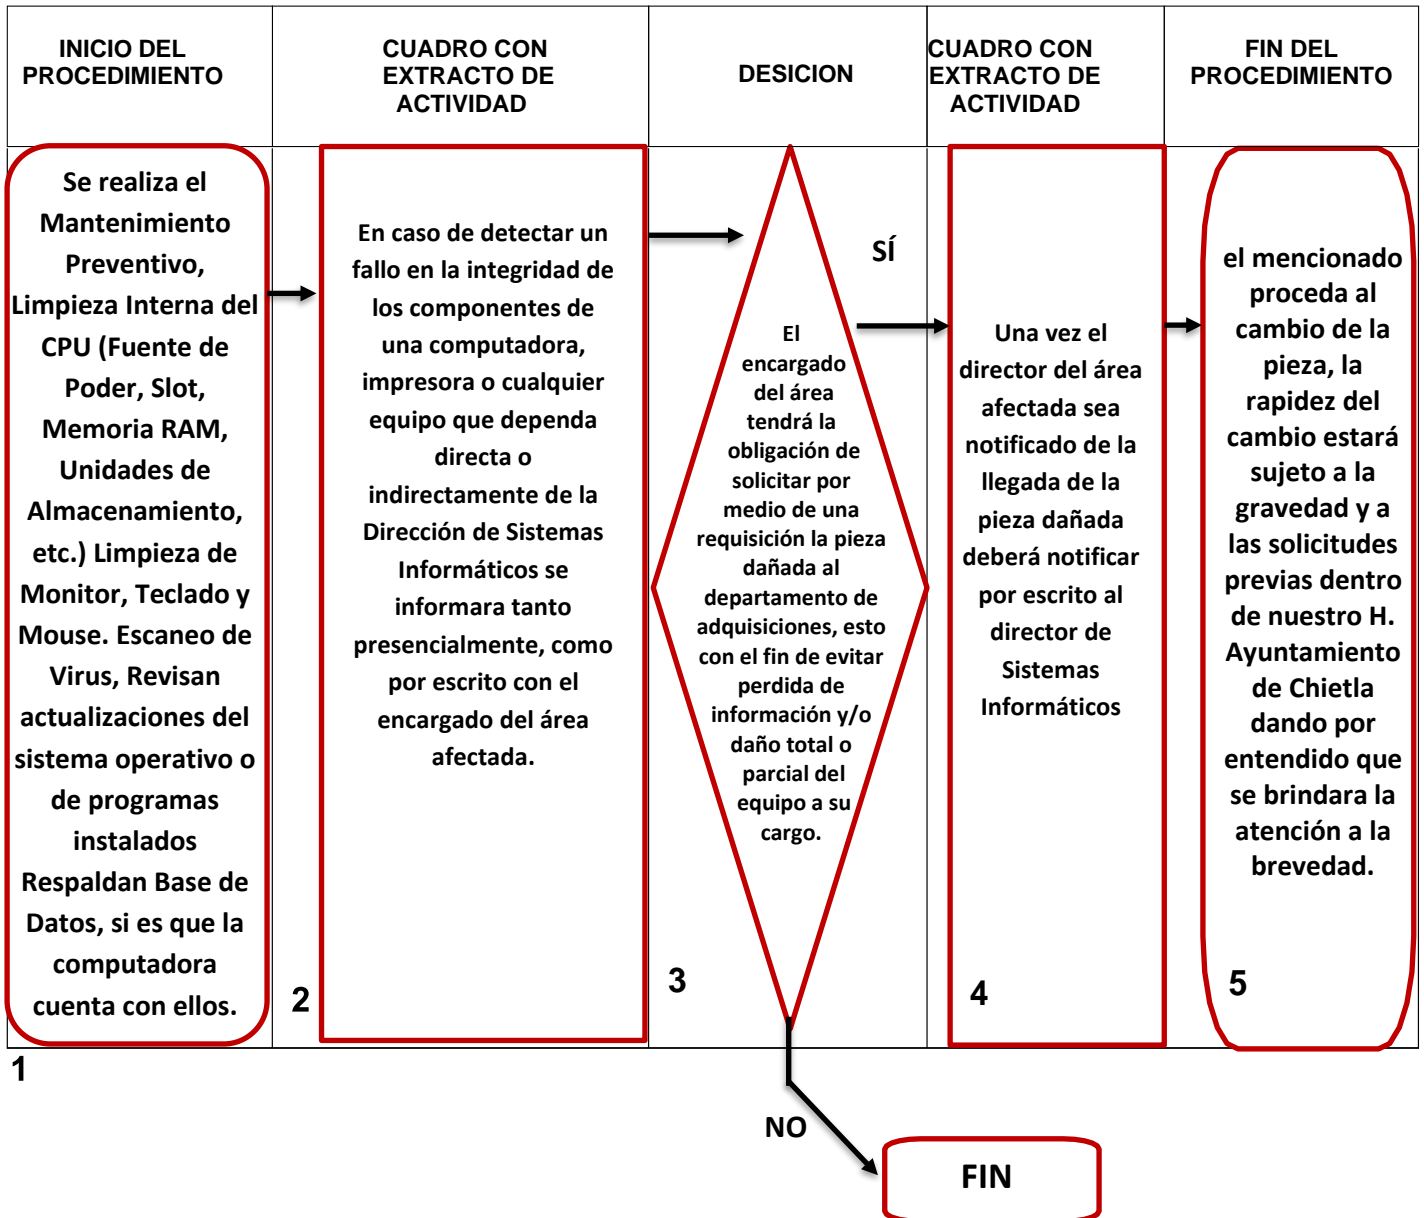 INICIO DEL
PROCEDIMIENTO
CUADRO CON
EXTRACTO DE
ACTIVIDAD
DESICION
CUADRO CON
EXTRACTO DE
ACTIVIDAD
FIN DEL
PROCEDIMIENTO
Se realiza el
Mantenimiento
Preventivo,
Limpieza Interna del
CPU (Fuente de
Poder, Slot,
Memoria RAM,
Unidades de
Almacenamiento,
etc.) Limpieza de
Monitor, Teclado y
Mouse. Escaneo de
Virus, Revisan
actualizaciones del
sistema operativo o
de programas
instalados
Respaldan Base de
Datos, si es que la
computadora
cuenta con ellos.
1
En caso de detectar un
fallo en la integridad de
los componentes de
una computadora,
impresora o cualquier
equipo que dependa
directa o
indirectamente de la
Dirección de Sistemas
Informáticos se
informara tanto
presencialmente, como
por escrito con el
encargado del área
afectada.
2
El
encargado
del área
tendrá la
obligación de
solicitar por
medio de una
requisición la pieza
dañada al
departamento de
adquisiciones, esto
con el fin de evitar
perdida de
información y/o
daño total o
parcial del
equipo a su
cargo.
3
SÍ
Una vez el
director del área
afectada sea
notificado de la
llegada de la
pieza dañada
deberá notificar
por escrito al
director de
Sistemas
Informáticos
4
el mencionado
proceda al
cambio de la
pieza, la
rapidez del
cambio estará
sujeto a la
gravedad y a
las solicitudes
previas dentro
de nuestro H.
Ayuntamiento
de Chietla
dando por
entendido que
se brindara la
atención a la
brevedad.
5
NO
FIN